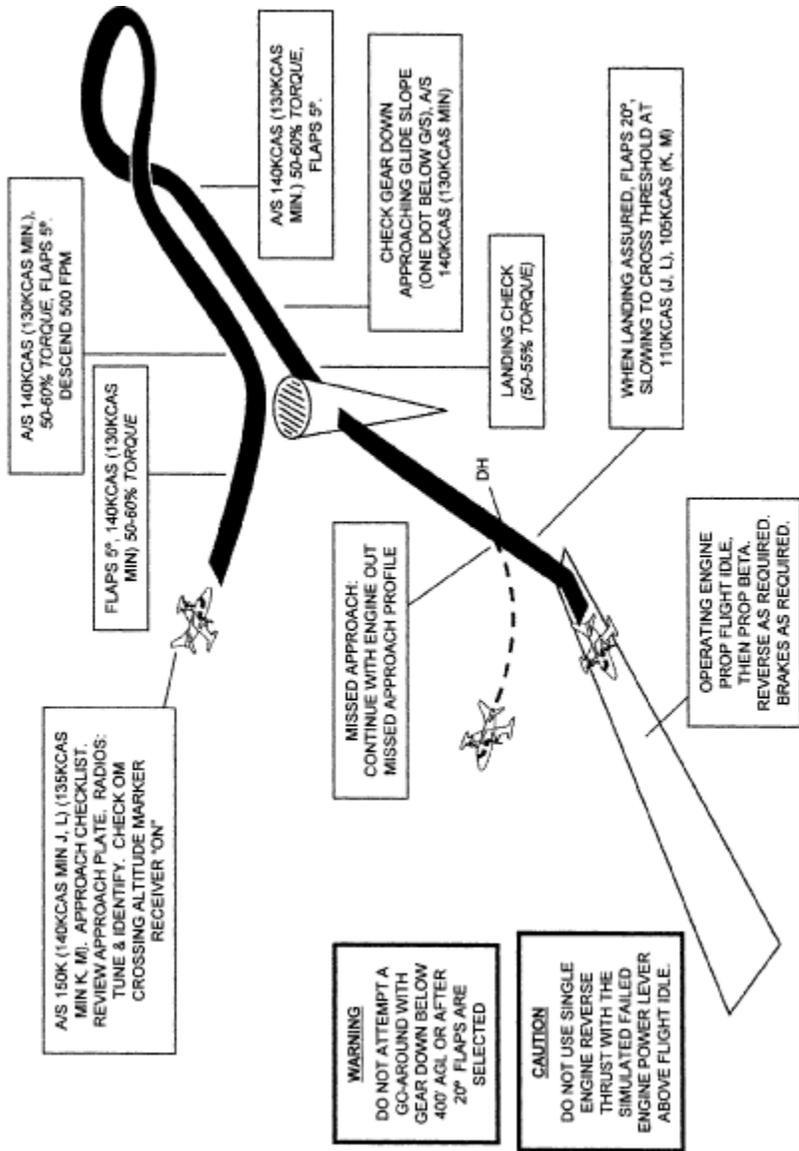 A/S 150K (140KCAS MIN J, L) (135KCAS
MIN K, M). APPROACH CHECKLIST.
REVIEW APPROACH PLATE. RADIOS:
TUNE & IDENTIFY. CHECK OM
CROSSING ALTITUDE MARKER
RECEIVER "ON"
FLAPS 5º, 140KCAS (130KCAS
MIN) 50-60% TORQUE
A/S 140KCAS (130KCAS MIN.),
50-60% TORQUE, FLAPS 5º.
DESCEND 500 FPM
A/S 140KCAS (130KCAS
MIN.) 50-60% TORQUE,
FLAPS 5º.
CHECK GEAR DOWN
APPROACHING GLIDE SLOPE
(ONE DOT BELOW G/S), A/S
140KCAS (130KCAS MIN)
LANDING CHECK
(50-55% TORQUE)
MISSED APPROACH:
CONTINUE WITH ENGINE OUT
MISSED APPROACH PROFILE
DH
WHEN LANDING ASSURED, FLAPS 20º,
SLOWING TO CROSS THRESHOLD AT
110KCAS (J, L), 105KCAS (K, M)
OPERATING ENGINE
PROP FLIGHT IDLE,
THEN PROP BETA.
REVERSE AS REQUIRED.
BRAKES AS REQUIRED.
WARNING
DO NOT ATTEMPT A
GO-AROUND WITH
GEAR DOWN BELOW
400' AGL OR AFTER
20º FLAPS ARE
SELECTED
CAUTION
DO NOT USE SINGLE
ENGINE REVERSE
THRUST WITH THE
SIMULATED FAILED
ENGINE POWER LEVER
ABOVE FLIGHT IDLE.